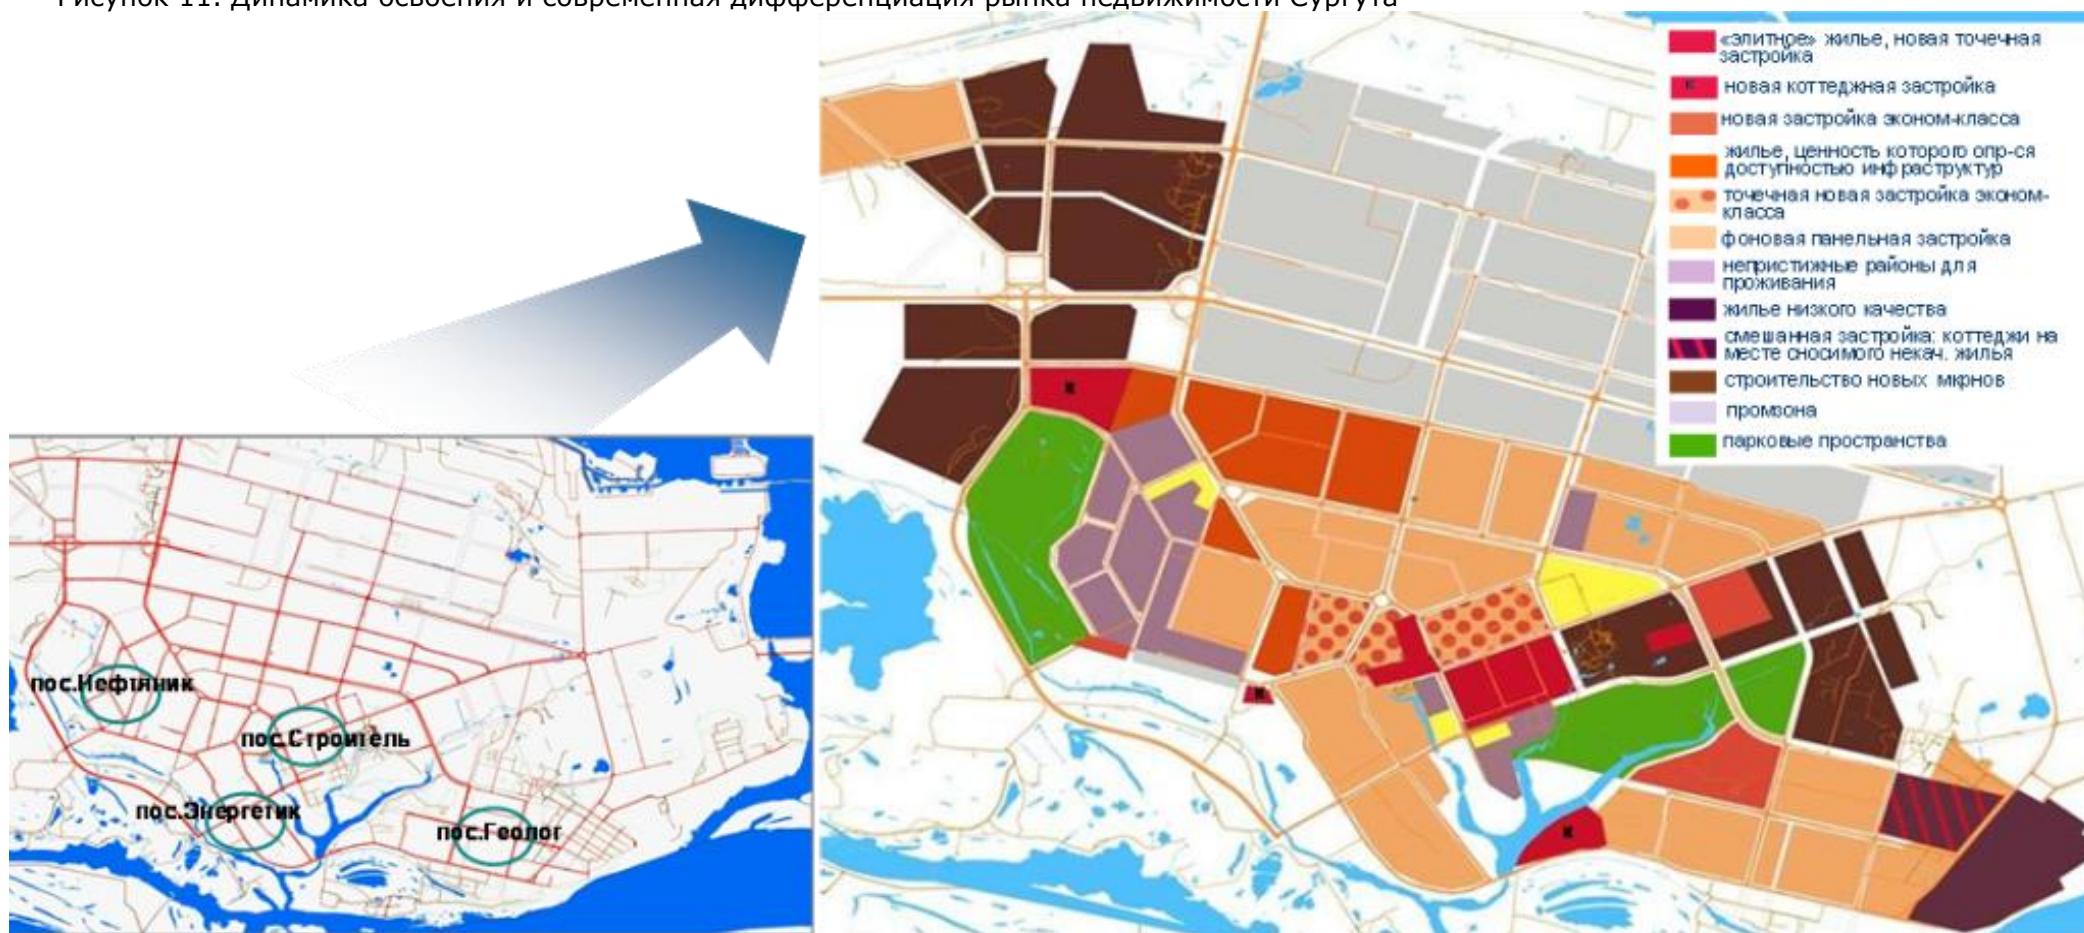 Рисунок 11. Динамика освоения и современная дифференциация рынка недвижимости Сургута
«элитное» жилье, новая точечная
застройка
к новая коттеджная застройка
новая застройка эконом-класса
жилье, ценность которого опр-ся
доступностью инфраструктур
точечная новая застройка эконом-
класса
фоновая панельная застройка
непристижные районы для
проживания
жилье низкого качества
смешанная застройка: коттеджи на
месте сносимого некач. жилья
строительство новых мкрнов
промзона
парковые пространства
к
к
к
пос.Нефтяник
пос.Строитель
пос.Энергетик
пос.Геолог